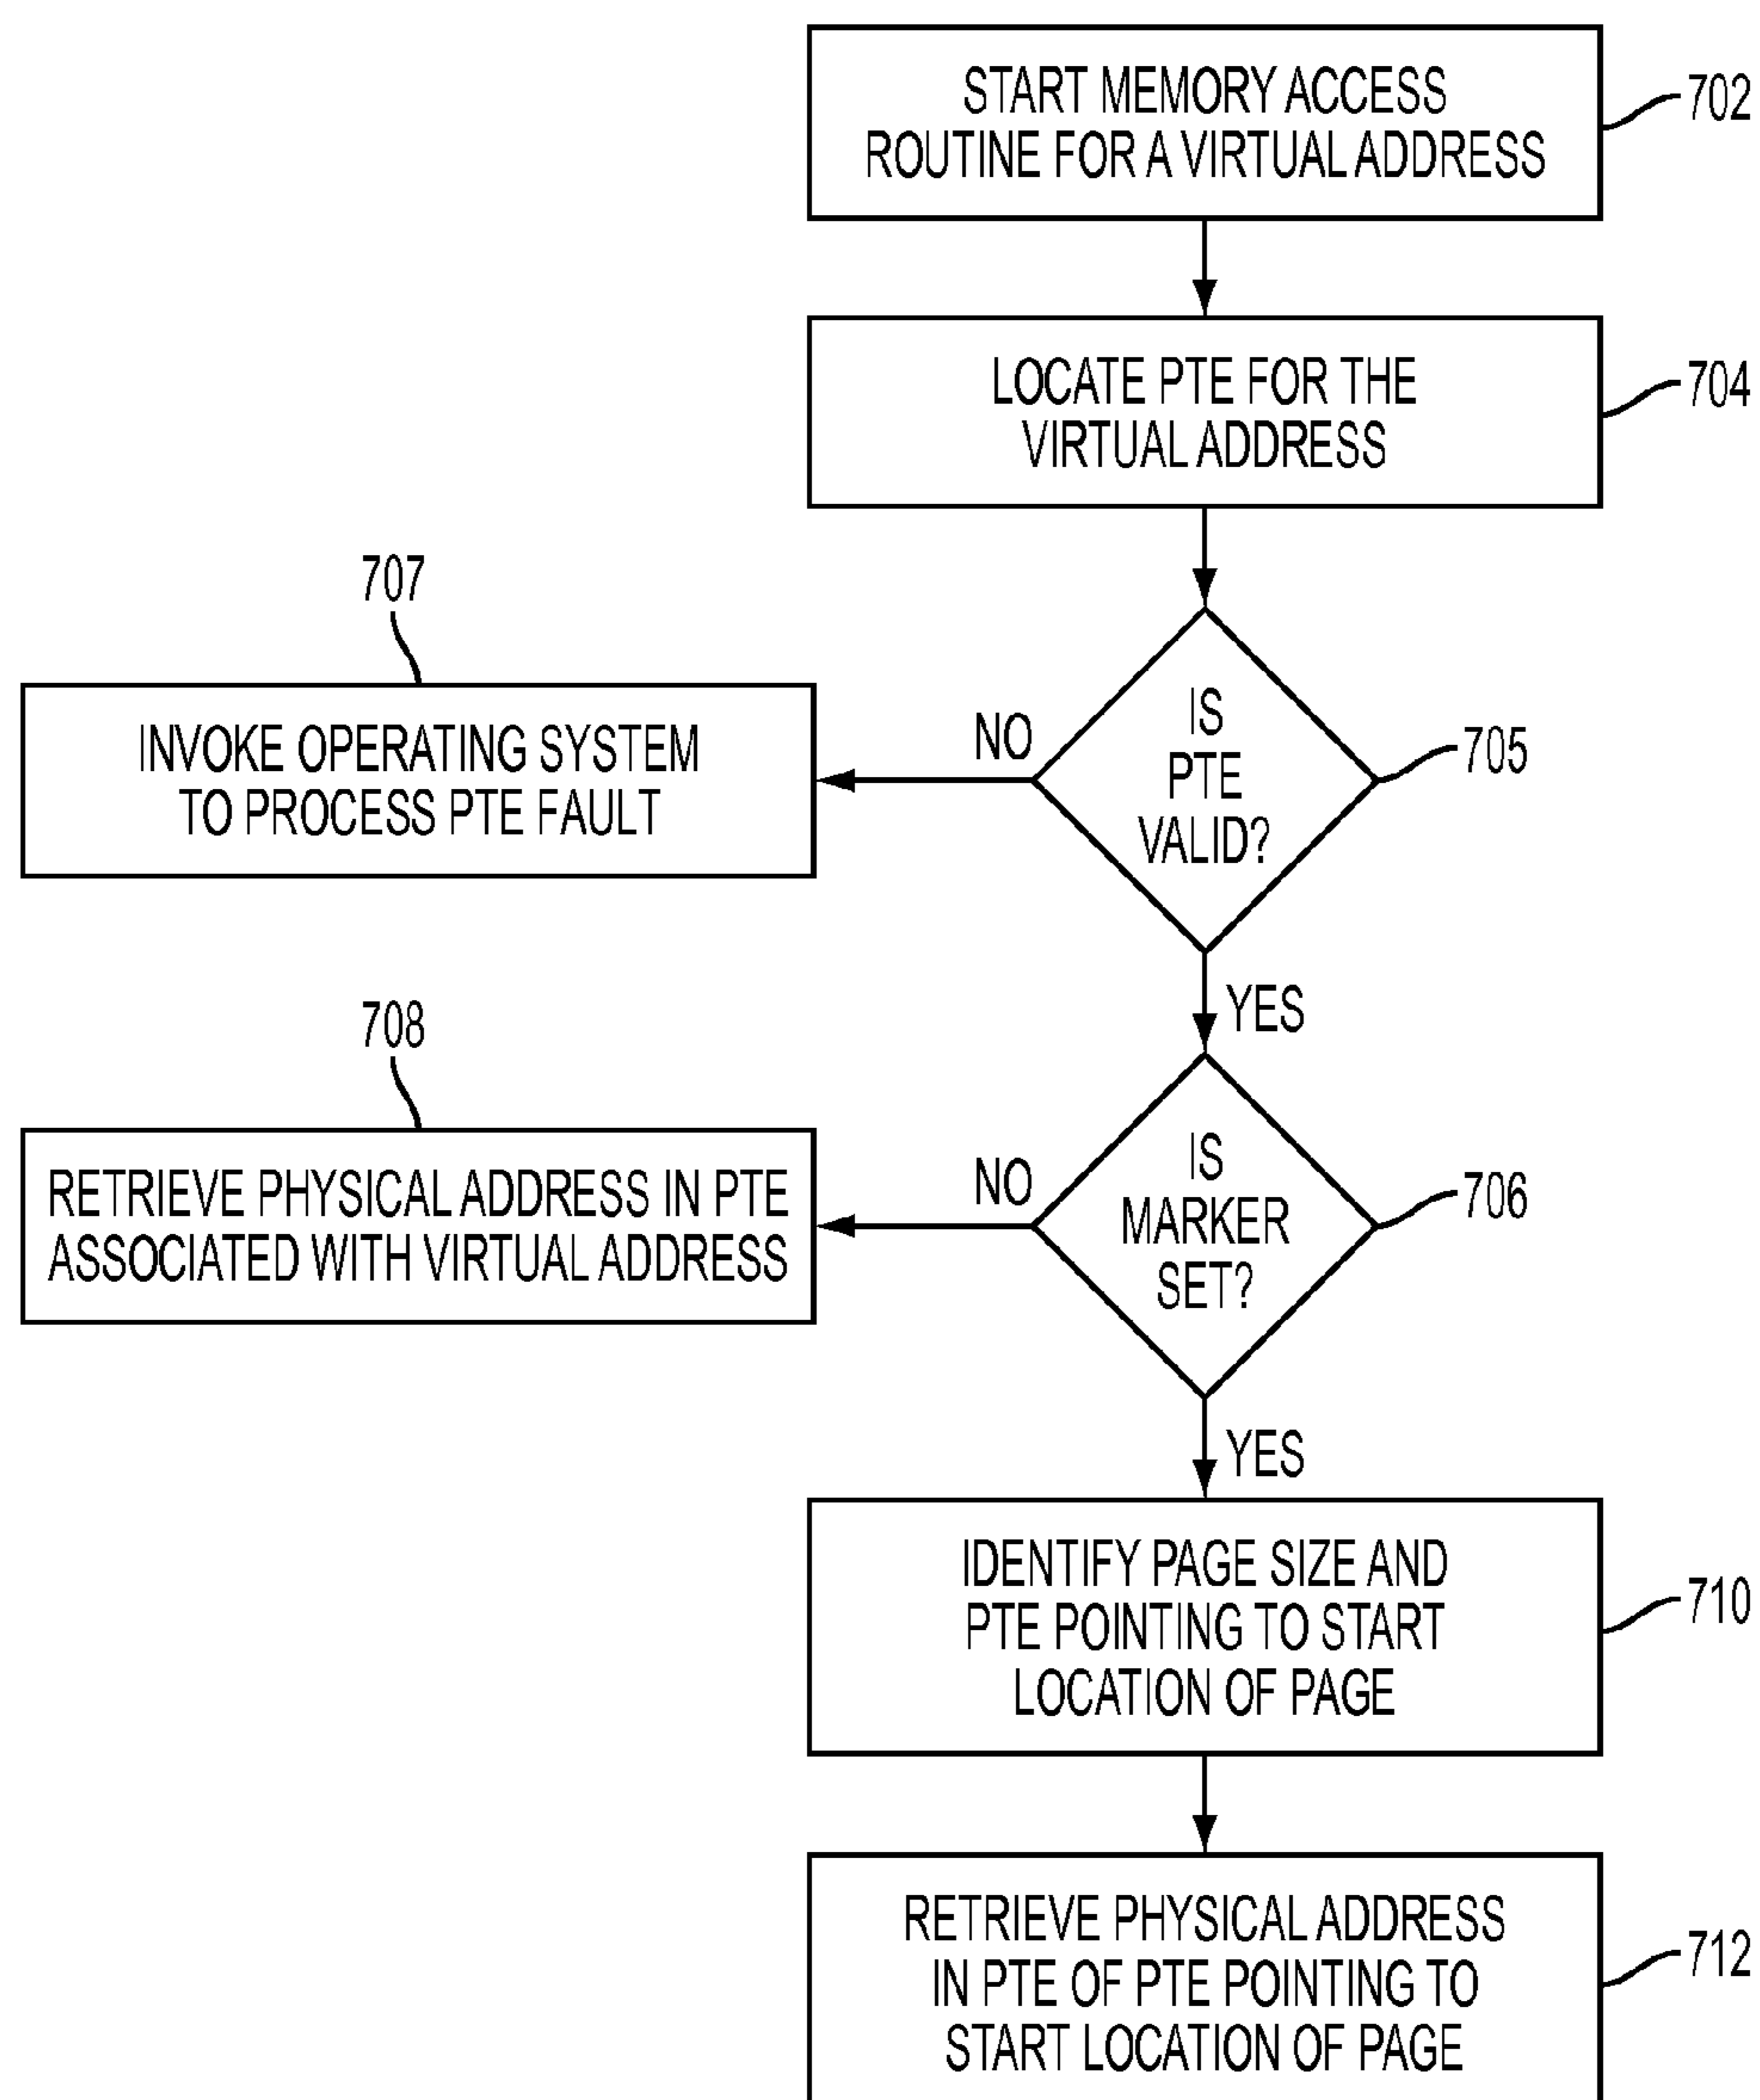 START MEMORY ACCESS
ROUTINE FOR A VIRTUAL ADDRESS
702
LOCATE PTE FOR THE
VIRTUAL ADDRESS
704
707
INVOKE OPERATING SYSTEM
TO PROCESS PTE FAULT
NO
IS
PTE
VALID?
705
YES
708
RETRIEVE PHYSICAL ADDRESS IN PTE
ASSOCIATED WITH VIRTUAL ADDRESS
NO
IS
MARKER
SET?
706
YES
IDENTIFY PAGE SIZE AND
PTE POINTING TO START
LOCATION OF PAGE
710
RETRIEVE PHYSICAL ADDRESS
IN PTE OF PTE POINTING TO
START LOCATION OF PAGE
712